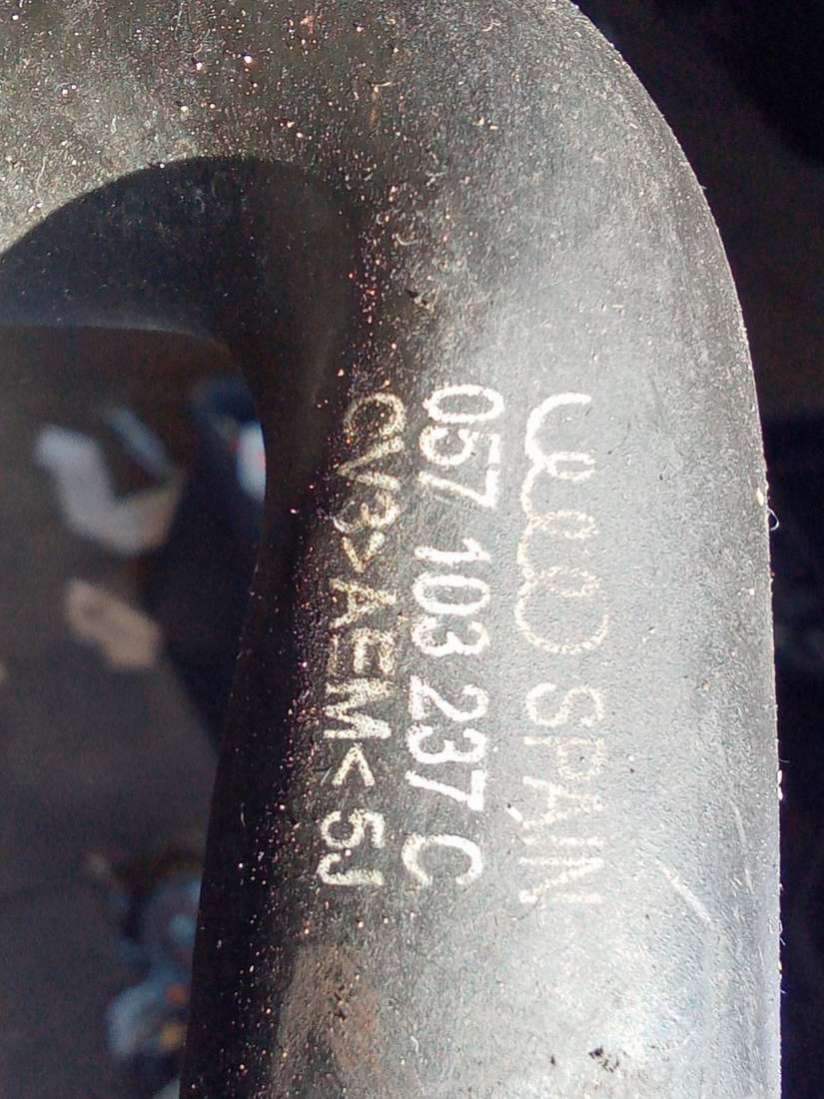 SPAIN
057 103 237 C
CV3>AEM< 5J